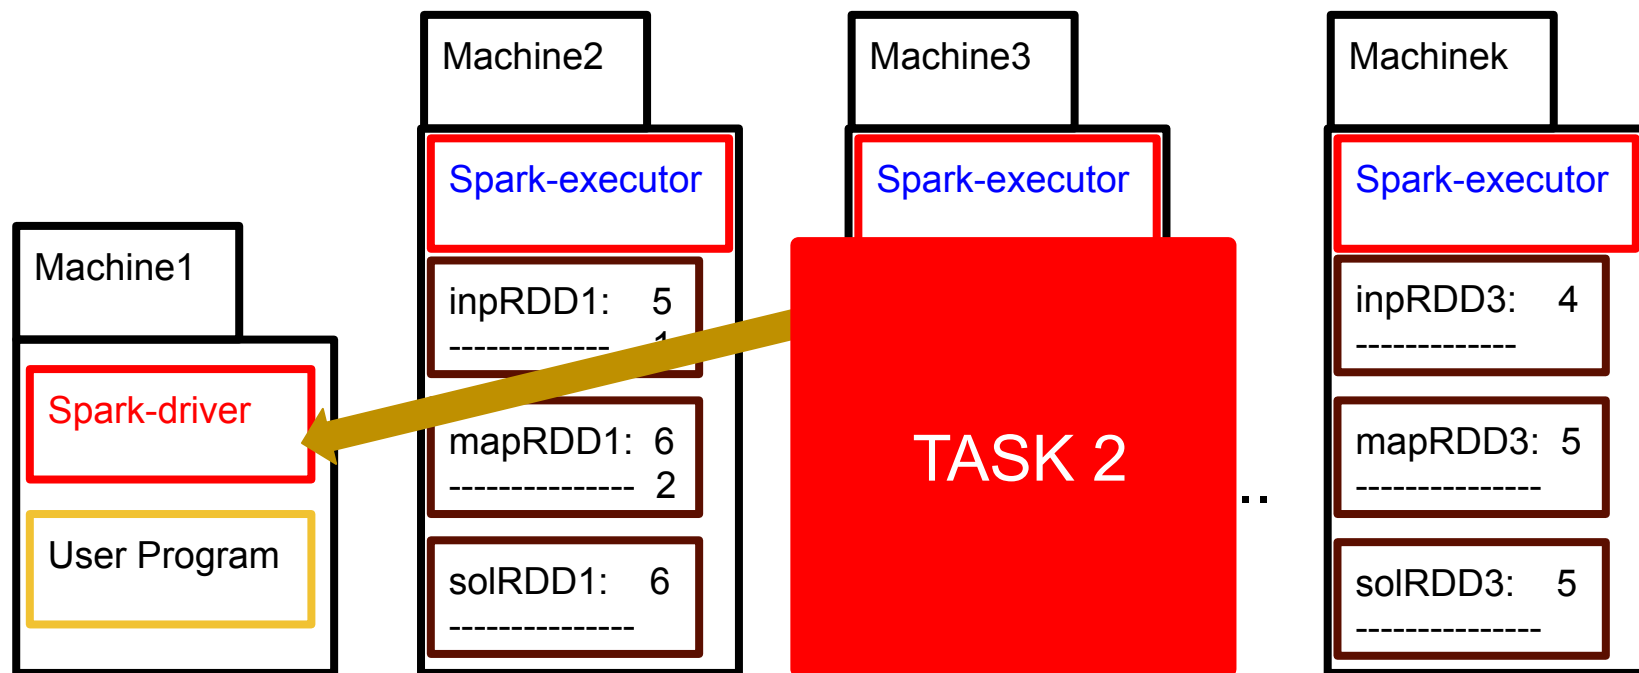 Machine1
Spark-driver
User Program
Machine2
Spark-executor
inpRDD1: 5
------------- 1
mapRDD1: 6
--------------- 2
solRDD1: 6
---------------
Machine3
Spark-executor
TASK 2
..
Machinek
Spark-executor
inpRDD3: 4
-------------
mapRDD3: 5
---------------
solRDD3: 5
---------------